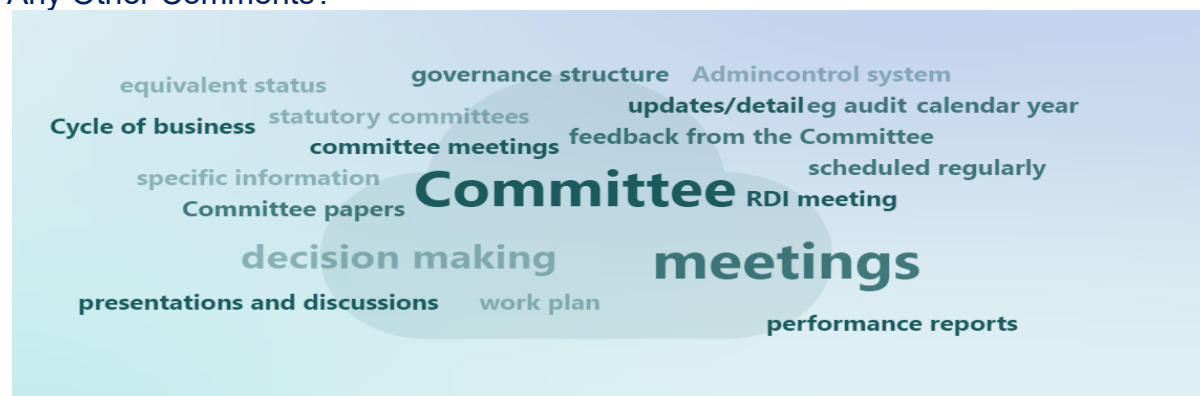 Any Other Comments?
governance structure Admincontrol system
equivalent status
updates/detail eg audit calendar year
statutory committees
Cycle of business
feedback from the Committee
committee meetings
scheduled regularly
specific information
Committee
RDI meeting
Committee papers
decision making
meetings
presentations and discussions work plan
performance reports